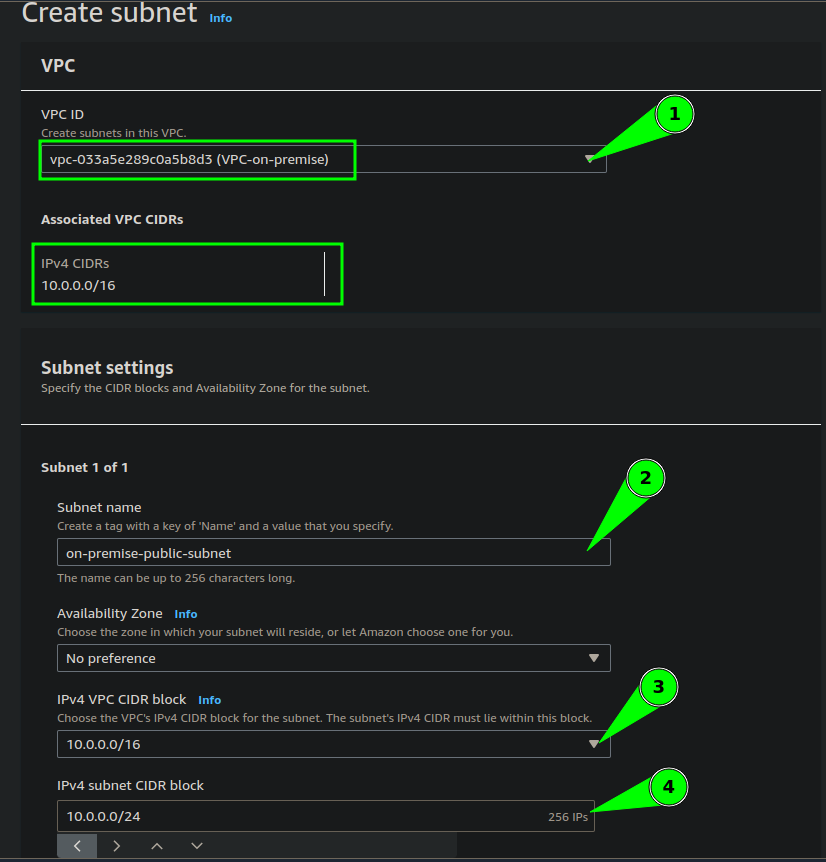 Create subnet Info
VPC
1
VPC ID
Create subnets in this VPC.
vpc-033a5e289c0a5b8d3 (VPC-on-premise)
Associated VPC CIDRs
IPv4 CIDRs
10.0.0.0/16
Subnet settings
Specify the CIDR blocks and Availability Zone for the subnet.
Subnet 1 of 1
2
Subnet name
Create a tag with a key of 'Name' and a value that you specify.
on-premise-public-subnet
The name can be up to 256 characters long.
Availability Zone Info
Choose the zone in which your subnet will reside, or let Amazon choose one for you.
No preference
3
IPv4 VPC CIDR block Info
Choose the VPC's IPv4 CIDR block for the subnet. The subnet's IPv4 CIDR must lie within this block.
10.0.0.0/16
IPv4 subnet CIDR block
4
10.0.0.0/24 256 IPs